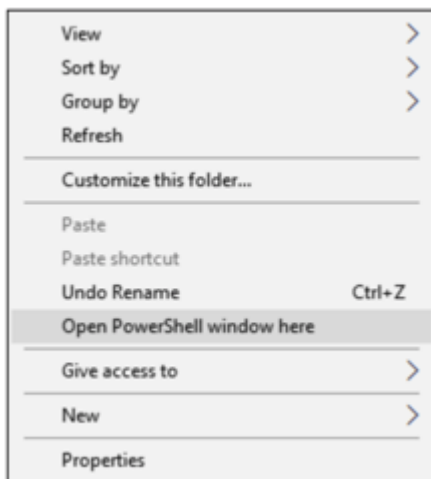 View
Sort by
Group by
Refresh
Customize this folder...
Paste
Paste shortcut
Undo Rename Ctrl+Z
Open PowerShell window here
Give access to
New
Properties